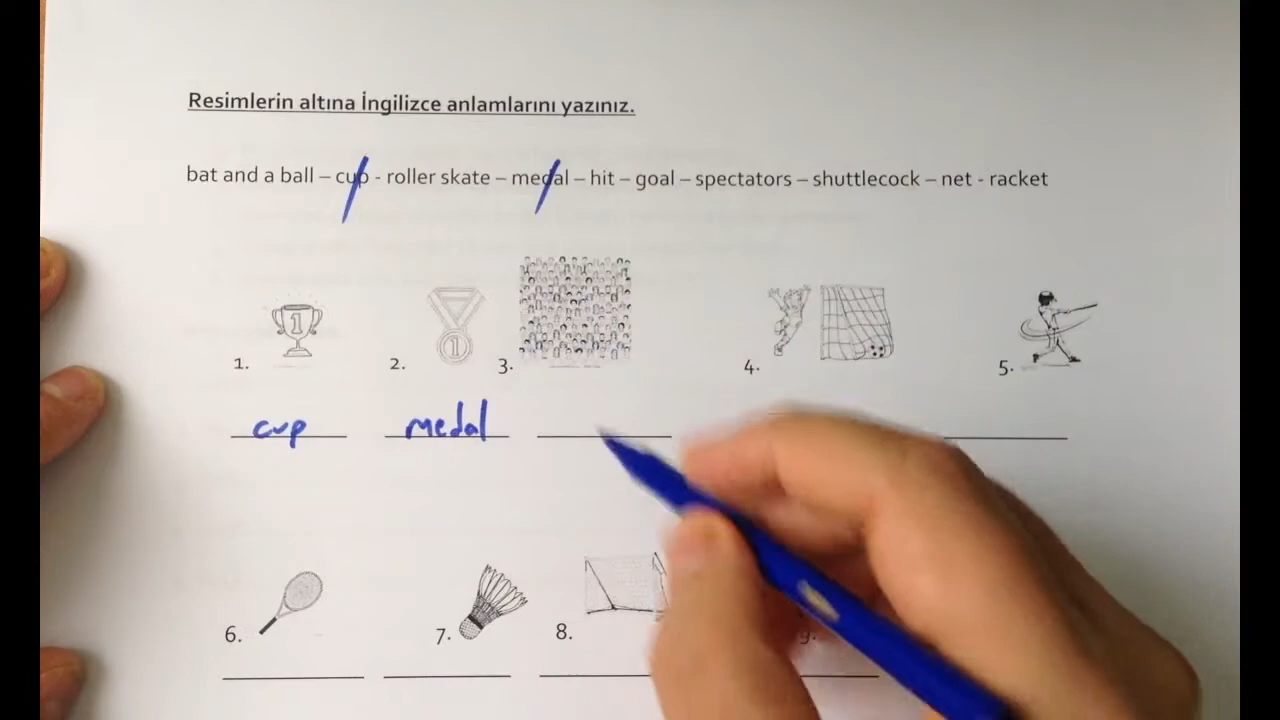 Resimlerin altına İngilizce anlamlarını yazınız.
bat and a ball – cup - roller skate – medal – hit – goal – spectators – shuttlecock – net - racket
1. 2. 3. 4. 5.
cup medal
6. 7. 8. 9.